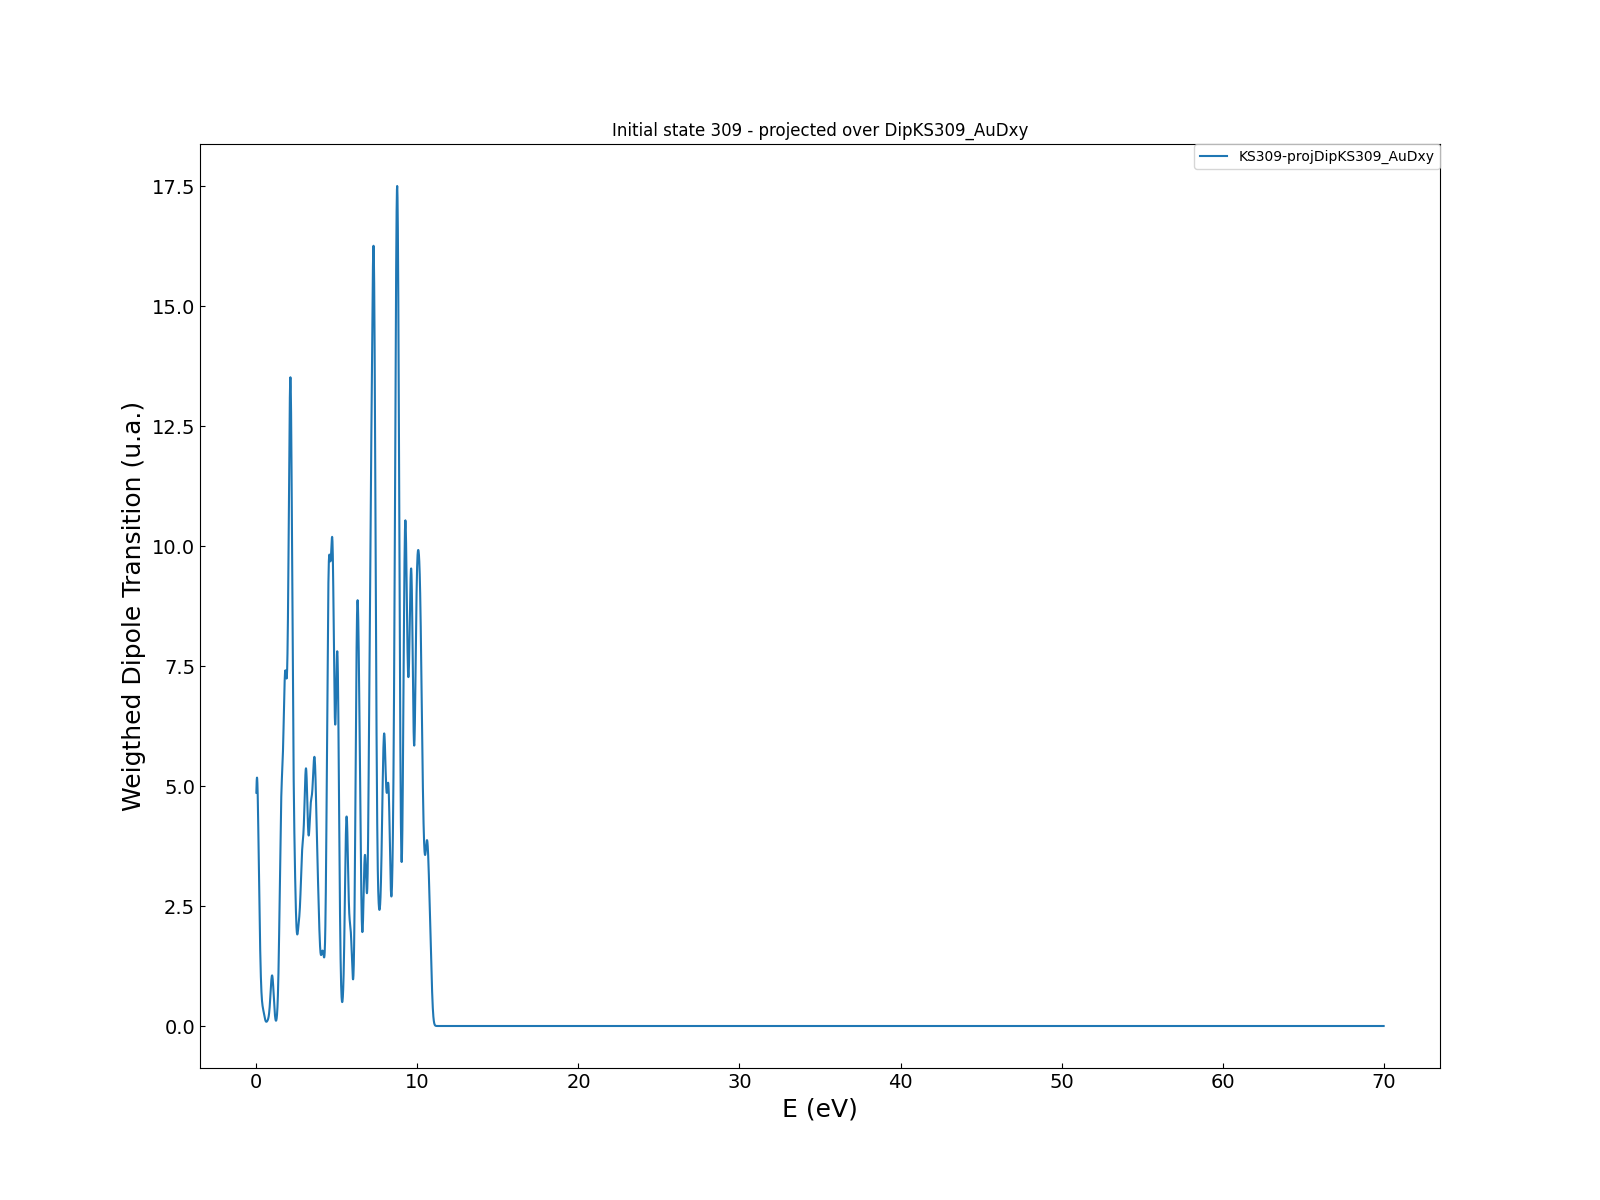 Initial state 309 - projected over DipKS309_AuDxy
KS309-projDipKS309_AuDxy
Weigthed Dipole Transition (u.a.)
17.5
15.0
12.5
10.0
7.5
5.0
2.5
0.0
0 10 20 30 40 50 60 70
E (eV)